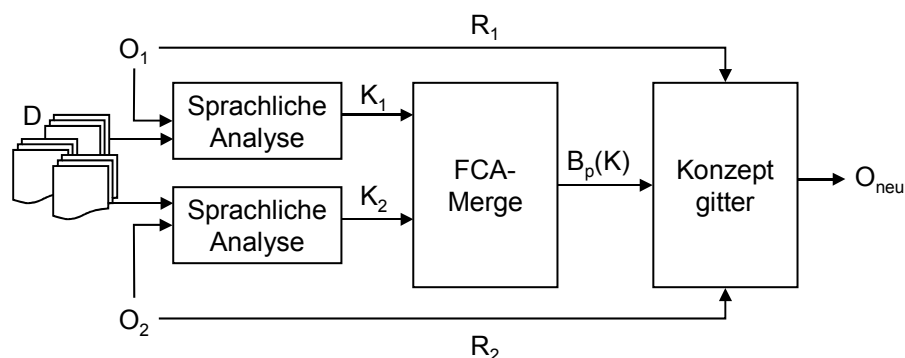 R₁
O₁
D
Sprachliche
Analyse
K₁
Sprachliche
Analyse
K₂
FCA-
Merge
Bₚ(K)
Konzept
gitter
Oₙₑᵤ
O₂
R₂